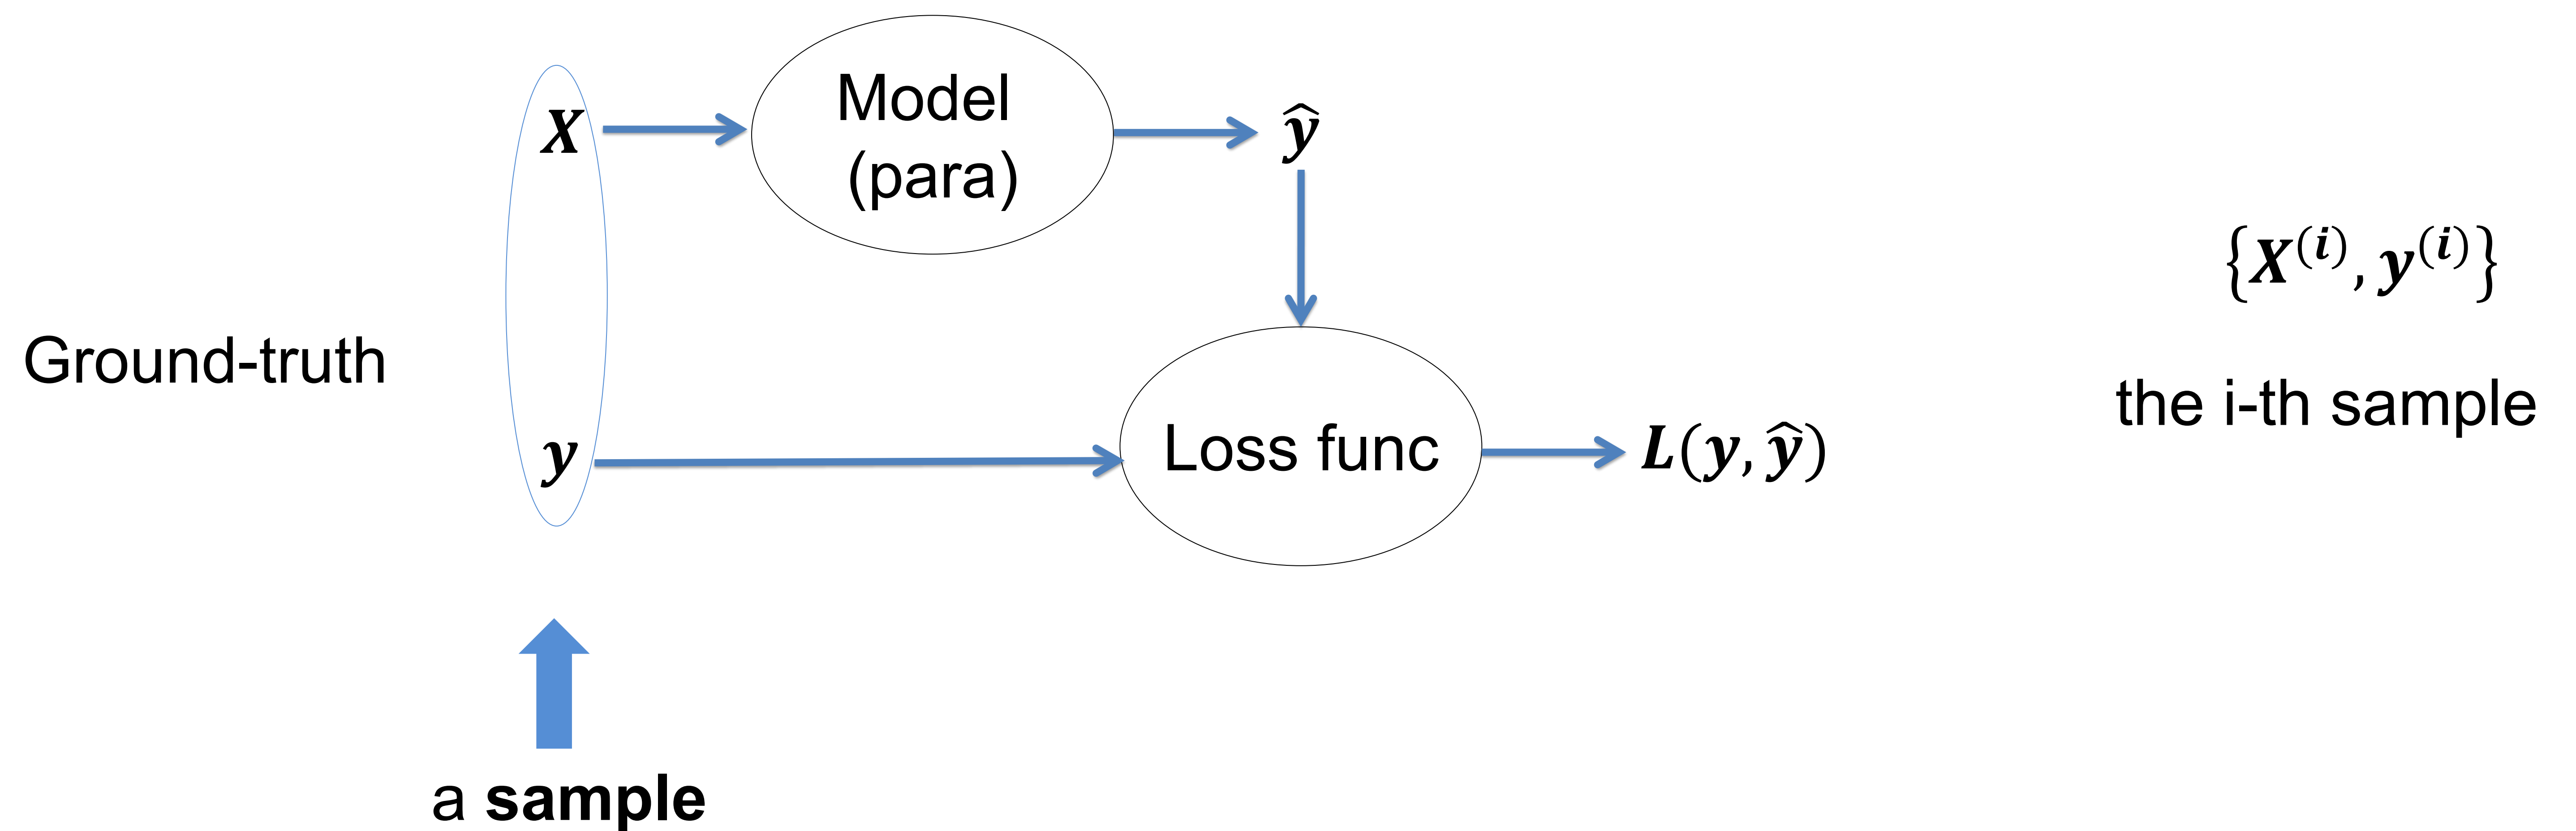 X
Model
(para)
ŷ
{X⁽ⁱ⁾, y⁽ⁱ⁾}
Ground-truth
the i-th sample
y
Loss func
L(y, ŷ)
a sample